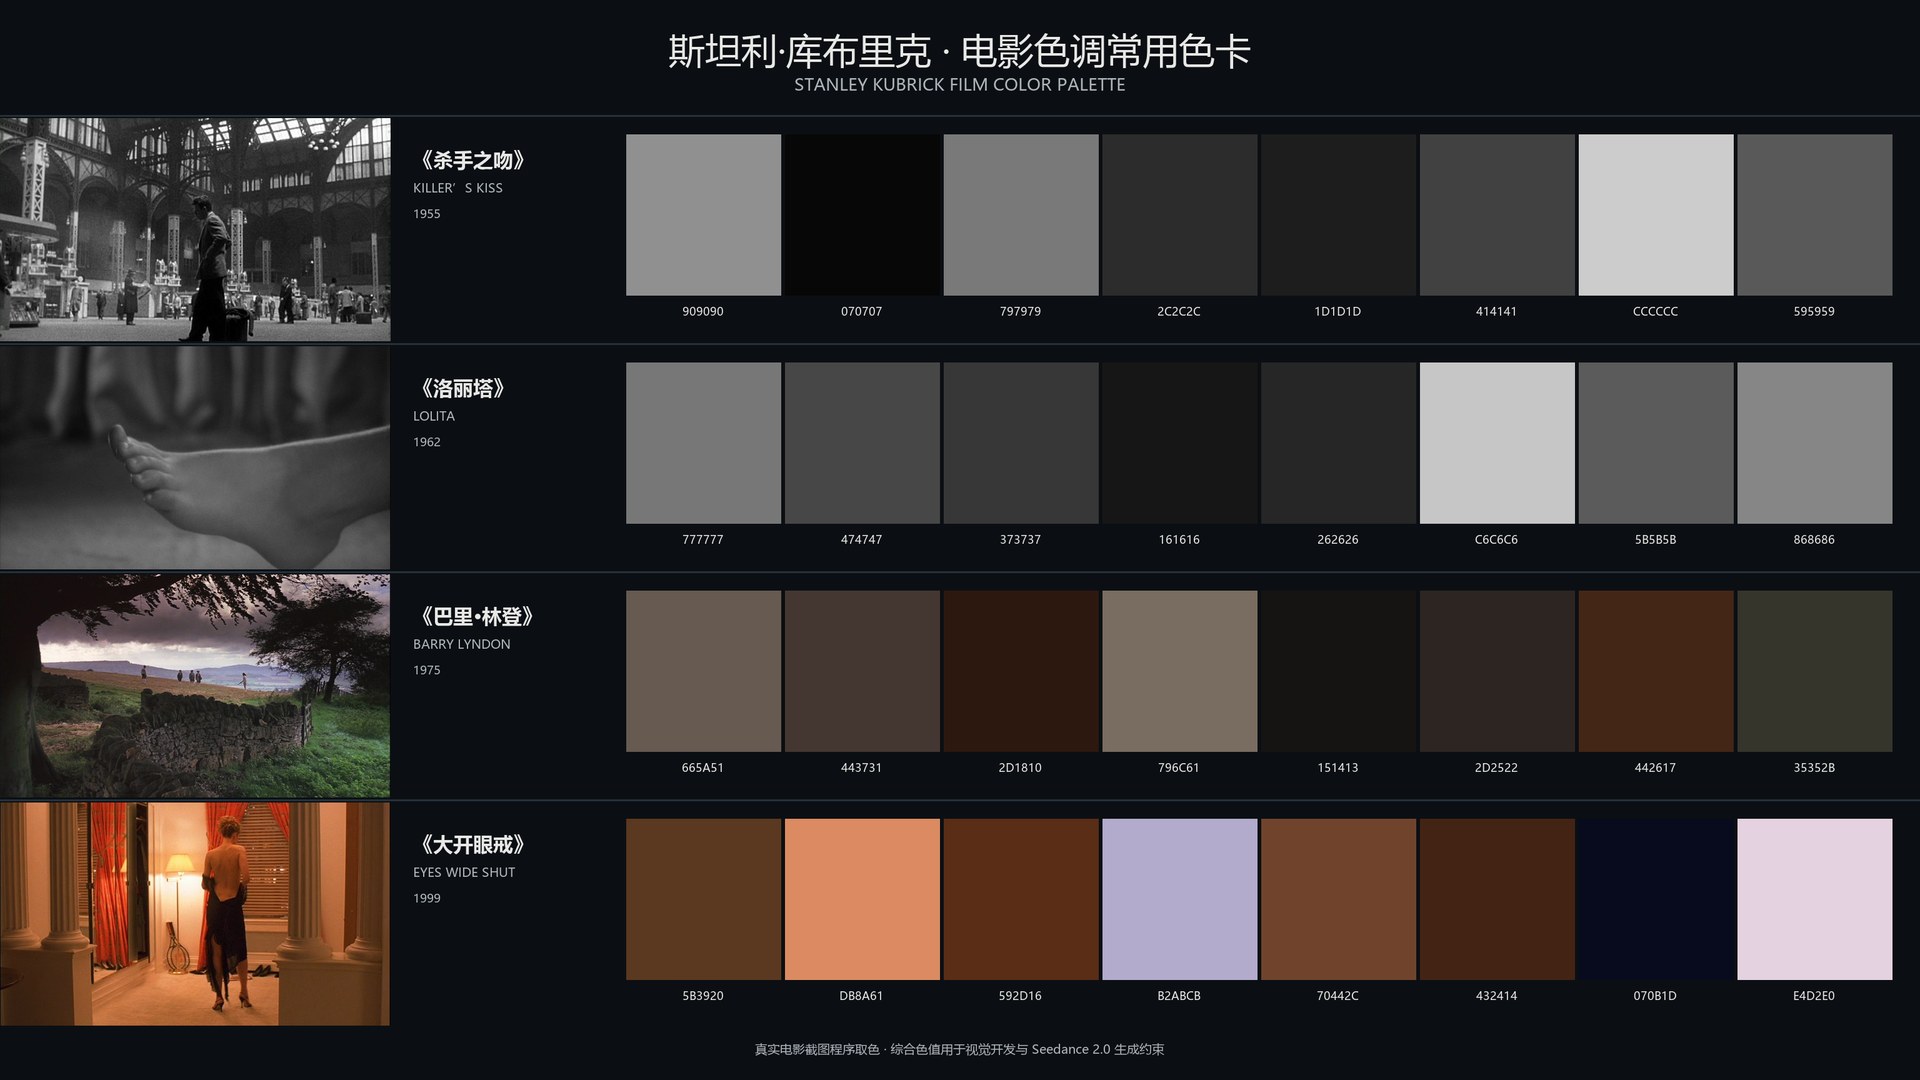 斯坦利·库布里克 · 电影色调常用色卡
STANLEY KUBRICK FILM COLOR PALETTE
《杀手之吻》
KILLER’S KISS
1955
909090 070707 797979 2C2C2C 1D1D1D 414141 CCCCCC 595959
《洛丽塔》
LOLITA
1962
777777 474747 373737 161616 262626 C6C6C6 5B5B5B 868686
《巴里·林登》
BARRY LYNDON
1975
665A51 443731 2D1810 796C61 151413 2D2522 442617 35352B
《大开眼戒》
EYES WIDE SHUT
1999
5B3920 DB8A61 592D16 B2ABCB 70442C 432414 070B1D E4D2E0
真实电影截图程序取色 · 综合色值用于视觉开发与 Seedance 2.0 生成约束